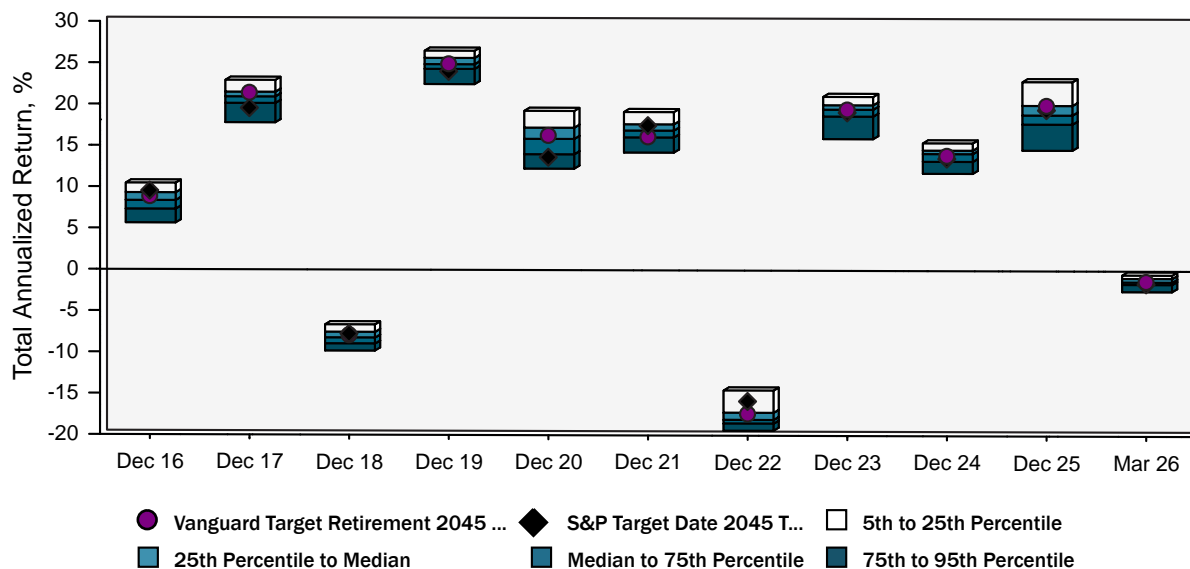 Total Annualized Return, %
30
25
20
15
10
5
0
-5
-10
-15
-20
Dec 16 Dec 17 Dec 18 Dec 19 Dec 20 Dec 21 Dec 22 Dec 23 Dec 24 Dec 25 Mar 26
Vanguard Target Retirement 2045 ... S&P Target Date 2045 T... 5th to 25th Percentile
25th Percentile to Median Median to 75th Percentile 75th to 95th Percentile